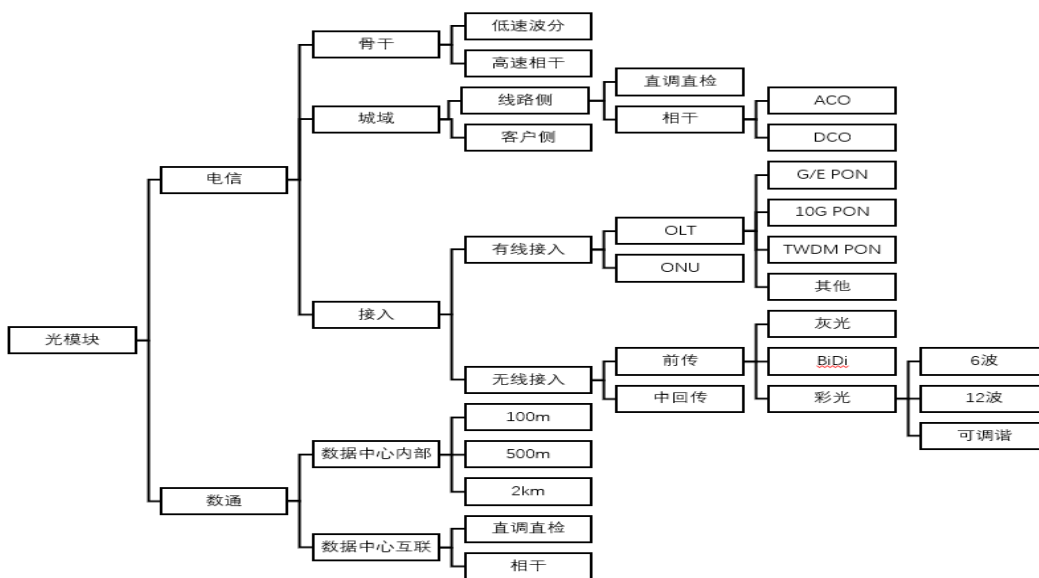 低速波分
骨干
高速相干
直调直检
线路侧
ACO
城域
相干
客户侧
DCO
G/E PON
电信
10G PON
OLT
有线接入
TWDM PON
ONU
其他
接入
灰光
光模块
前传
BiDi
6波
无线接入
中回传
彩光
12波
100m
可调谐
数据中心内部
500m
2km
数通
直调直检
数据中心互联
相干